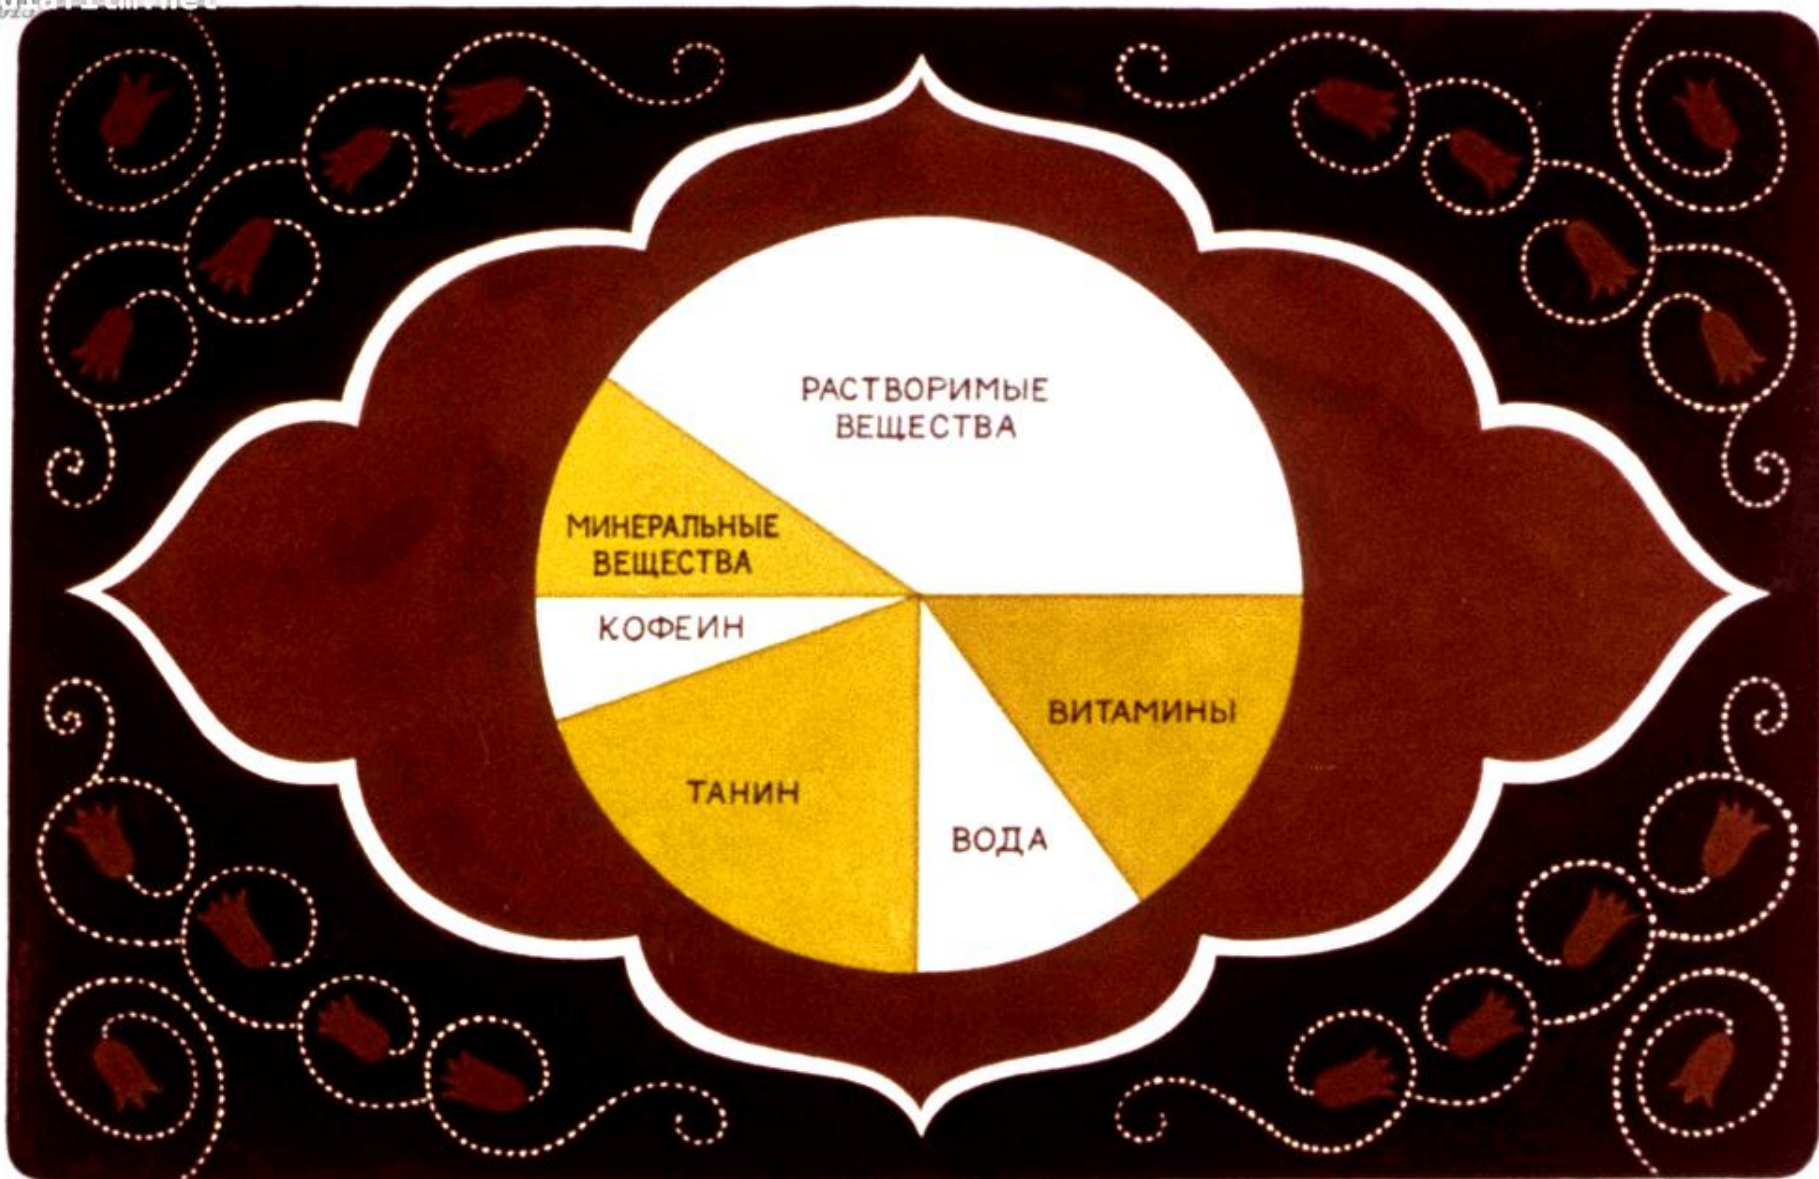 РАСТВОРИМЫЕ
ВЕЩЕСТВА
МИНЕРАЛЬНЫЕ
ВЕЩЕСТВА
КОФЕИН
ВИТАМИНЫ
ТАНИН
ВОДА